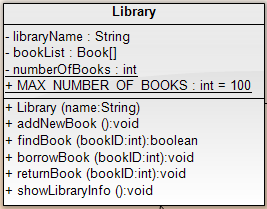 Library
- libraryName : String
- bookList : Book[]
- numberOfBooks : int
+ MAX_NUMBER_OF_BOOKS : int = 100
+ Library (name:String)
+ addNewBook ():void
+ findBook (bookID:int):boolean
+ borrowBook (bookID:int):void
+ returnBook (bookID:int):void
+ showLibraryInfo ():void